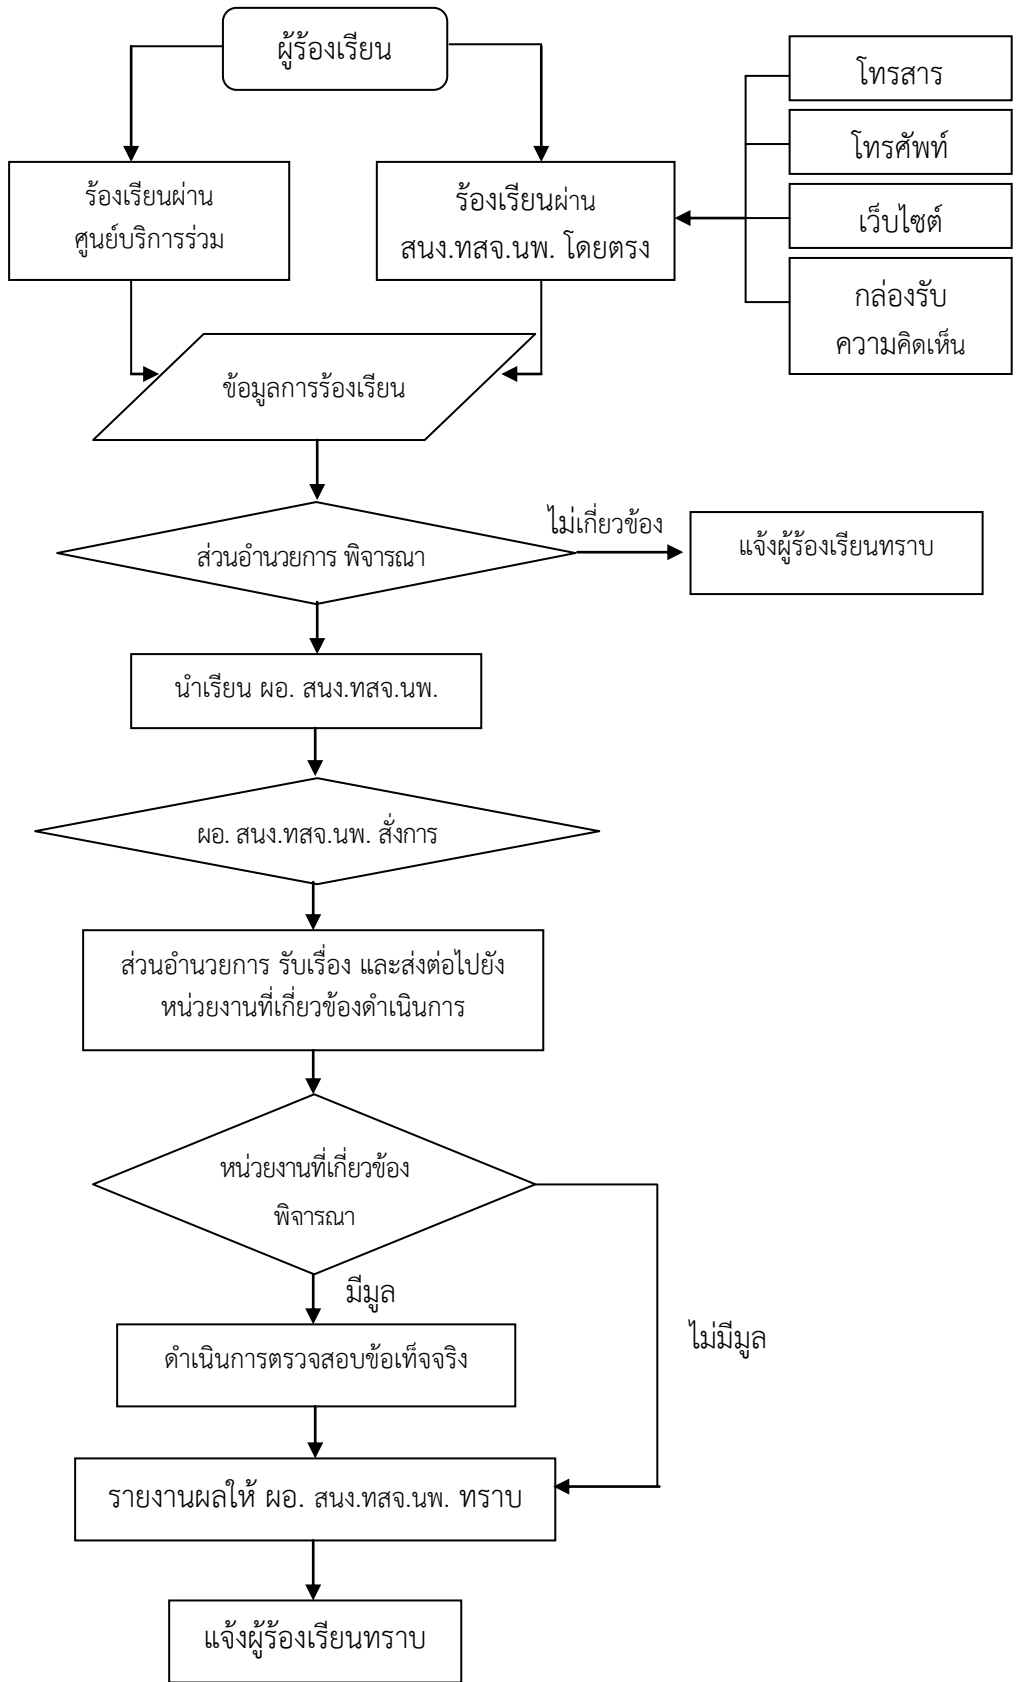 ผู้ร้องเรียน
โทรสาร
โทรศัพท์
เว็บไซต์
กล่องรับ
ความคิดเห็น
ร้องเรียนผ่าน
ศูนย์บริการร่วม
ร้องเรียนผ่าน
สนง.ทสจ.นพ. โดยตรง
ข้อมูลการร้องเรียน
ส่วนอำนวยการ พิจารณา
ไม่เกี่ยวข้อง
แจ้งผู้ร้องเรียนทราบ
นำเรียน ผอ. สนง.ทสจ.นพ.
ผอ. สนง.ทสจ.นพ. สั่งการ
ส่วนอำนวยการ รับเรื่อง และส่งต่อไปยัง
หน่วยงานที่เกี่ยวข้องดำเนินการ
หน่วยงานที่เกี่ยวข้อง
พิจารณา
มีมูล
ไม่มีมูล
ดำเนินการตรวจสอบข้อเท็จจริง
รายงานผลให้ ผอ. สนง.ทสจ.นพ. ทราบ
แจ้งผู้ร้องเรียนทราบ